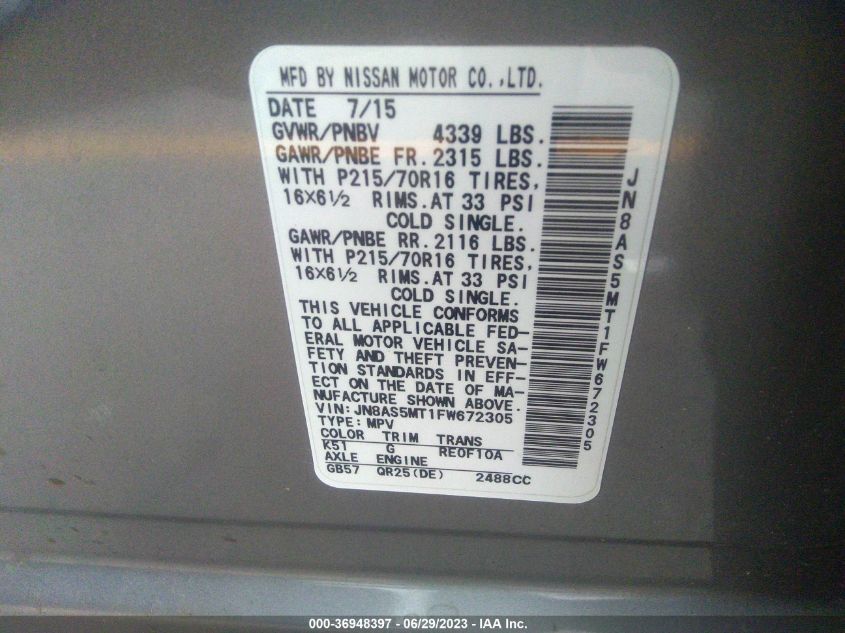 MFD BY NISSAN MOTOR CO.,LTD.
DATE 7/15
GVWR/PNBV 4339 LBS.
GAWR/PNBE FR. 2315 LBS.
WITH P215/70R16 TIRES,
16X6½ RIMS. AT 33 PSI
COLD SINGLE.
GAWR/PNBE RR. 2116 LBS.
WITH P215/70R16 TIRES,
16X6½ RIMS. AT 33 PSI
COLD SINGLE.
THIS VEHICLE CONFORMS
TO ALL APPLICABLE FED-
ERAL MOTOR VEHICLE SA-
FETY AND THEFT PREVEN-
TION STANDARDS IN EFF-
ECT ON THE DATE OF MA-
NUFACTURE SHOWN ABOVE.
VIN: JN8AS5MT1FW672305
TYPE: MPV
COLOR TRIM TRANS
K51 G RE0F10A
AXLE ENGINE
GB57 QR25(DE) 2488CC
JN8AS5MT1FW672305
000-36948397 - 06/29/2023 - IAA Inc.